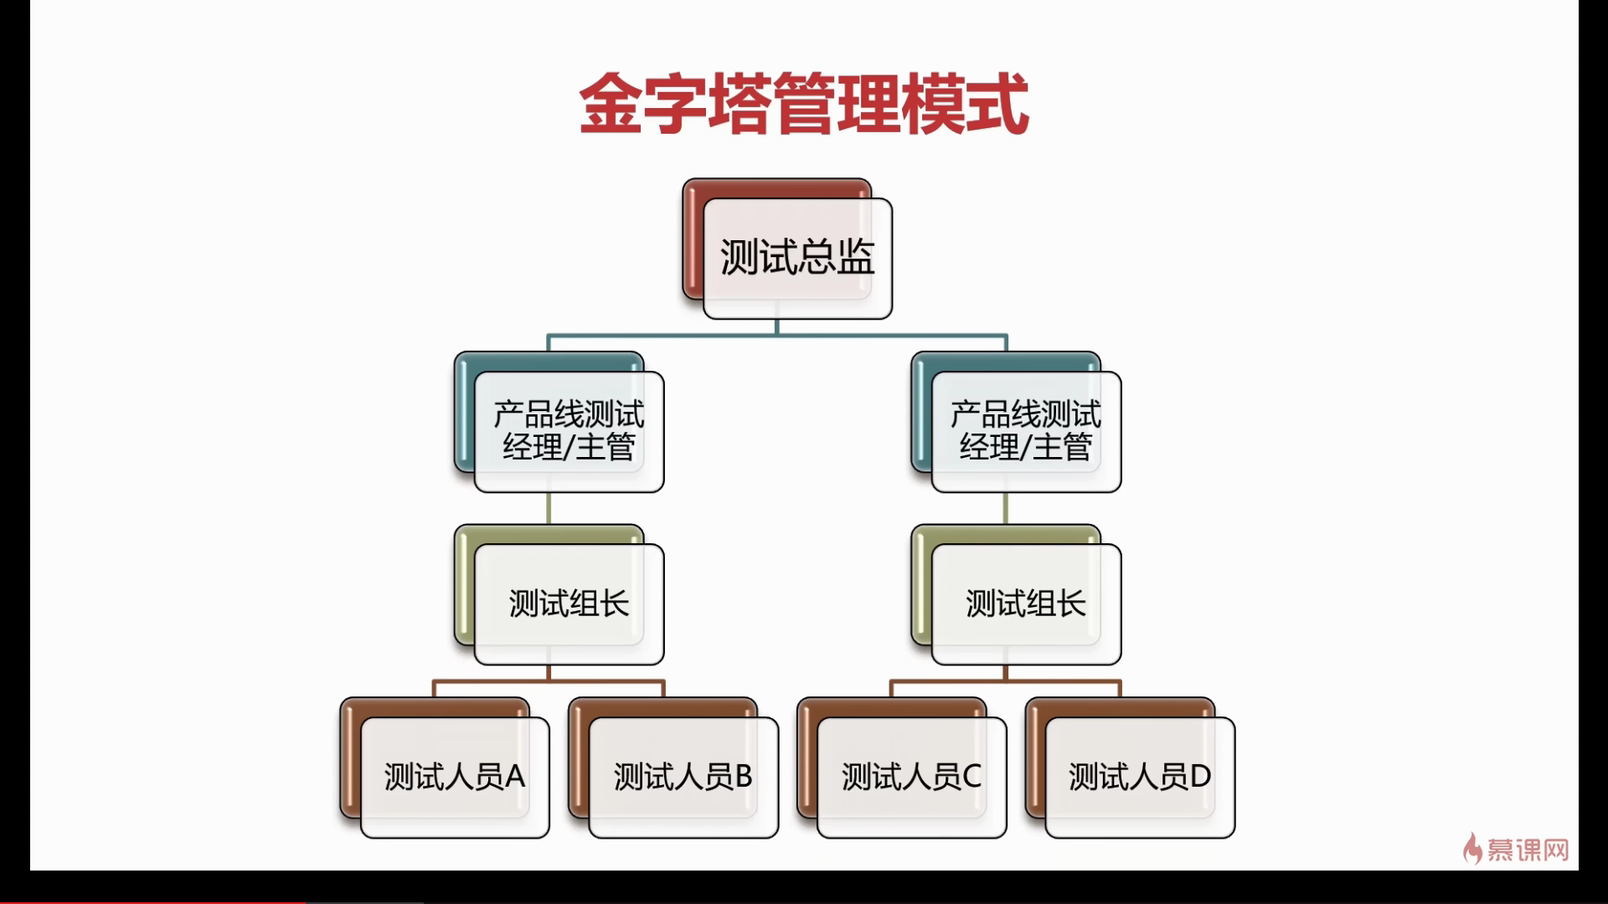 金字塔管理模式
测试总监
产品线测试
经理/主管
产品线测试
经理/主管
测试组长
测试组长
测试人员A
测试人员B
测试人员C
测试人员D
慕课网